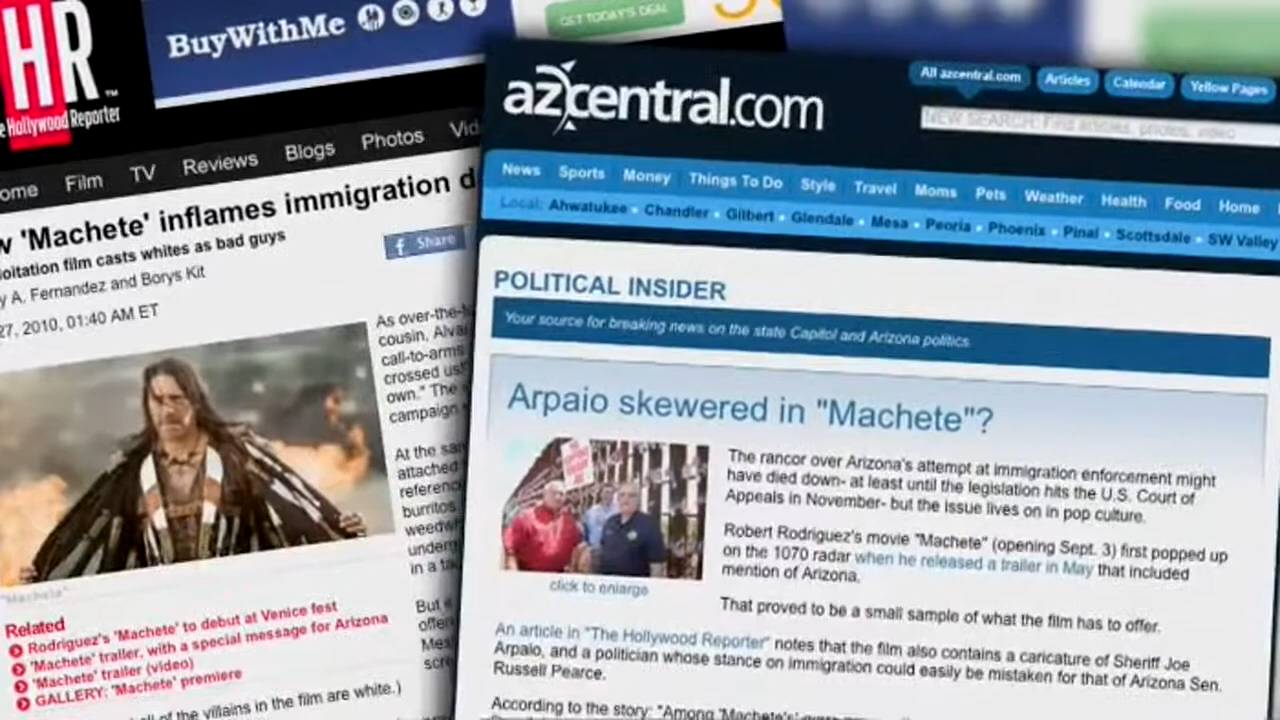 HR
The Hollywood Reporter
BuyWithMe
GET TODAY'S DEAL
ome Film TV Reviews Blogs Photos Vid
w 'Machete' inflames immigration d
loitation film casts whites as bad guys
y A. Fernandez and Borys Kit
27, 2010, 01:40 AM ET
Share
As over-the-t
cousin, Alva
call-to-arms
crossed us!
own." The
campaign
At the sa
attached
referenc
burritos
weedwh
underg
in a ta
But
offen
Mes
scre
"Machete"
Related
Rodriguez's 'Machete' to debut at Venice fest
'Machete' trailer, with a special message for Arizona
'Machete' trailer (video)
GALLERY: 'Machete' premiere
all of the villains in the film are white.)
azcentral.com
All azcentral.com Articles Calendar Yellow Pages
NEW SEARCH: Find articles, photos, video
News Sports Money Things To Do Style Travel Moms Pets Weather Health Food Home
Local: Ahwatukee • Chandler • Gilbert • Glendale • Mesa • Peoria • Phoenix • Pinal • Scottsdale • SW Valley
POLITICAL INSIDER
Your source for breaking news on the state Capitol and Arizona politics.
Arpaio skewered in "Machete"?
click to enlarge
The rancor over Arizona's attempt at immigration enforcement might
have died down- at least until the legislation hits the U.S. Court of
Appeals in November- but the issue lives on in pop culture.
Robert Rodriguez's movie "Machete" (opening Sept. 3) first popped up
on the 1070 radar when he released a trailer in May that included
mention of Arizona.
That proved to be a small sample of what the film has to offer.
An article in "The Hollywood Reporter" notes that the film also contains a caricature of Sheriff Joe
Arpaio, and a politician whose stance on immigration could easily be mistaken for that of Arizona Sen.
Russell Pearce.
According to the story: "Among 'Machete's'